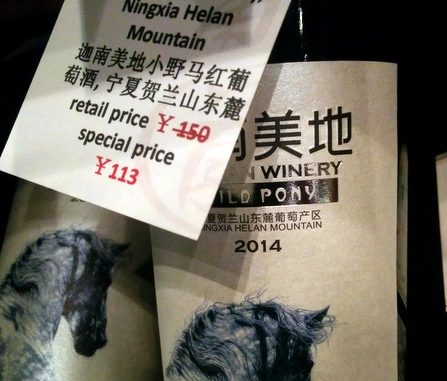 Ningxia Helan
Mountain
迦南美地小野马红葡
萄酒,宁夏贺兰山东麓
retail price ￥150
special price
￥113
南美地
WINERY
WILD PONY
宁夏贺兰山东麓葡萄产区
NINGXIA HELAN MOUNTAIN
2014